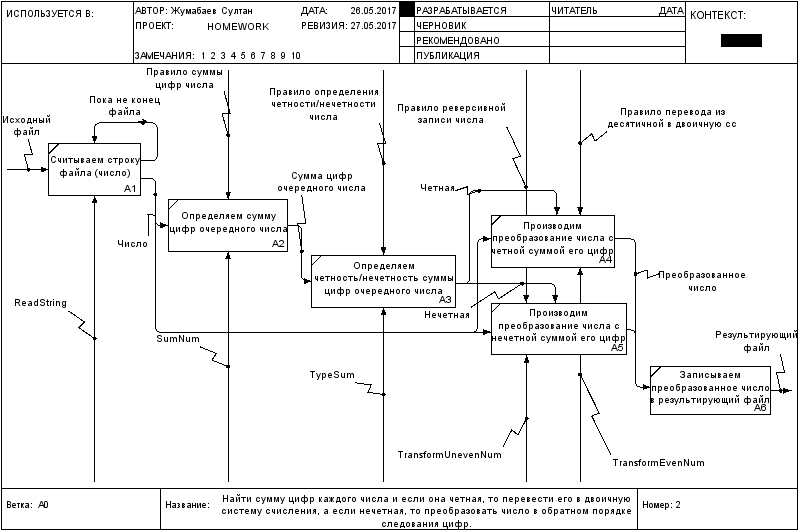 ИСПОЛЬЗУЕТСЯ В:
АВТОР: Жумабаев Султан
ДАТА: 26.05.2017
ПРОЕКТ: HOMEWORK
РЕВИЗИЯ: 27.05.2017
ЗАМЕЧАНИЯ: 1 2 3 4 5 6 7 8 9 10
РАЗРАБАТЫВАЕТСЯ
ЧЕРНОВИК
РЕКОМЕНДОВАНО
ПУБЛИКАЦИЯ
ЧИТАТЕЛЬ
ДАТА
КОНТЕКСТ:
Правило суммы
цифр числа
Пока не конец
файла
Исходный
файл
Правило определения
четности/нечетности
числа
Правило реверсивной
записи числа
Правило перевода из
десятичной в двоичную сс
Считываем строку
файла (число)
A1
Сумма цифр
очередного числа
Четная
Определяем сумму
цифр очередного числа
A2
Число
Производим
преобразование числа с
четной суммой его цифр
A4
Определяем
четность/нечетность суммы
цифр очередного числа
A3
Преобразованное
число
ReadString
Нечетная
Производим
преобразование числа с
нечетной суммой его цифр
A5
SumNum
Результирующий
файл
TypeSum
Записываем
преобразованное число
в результирующий файл
A6
TransformUnevenNum
TransformEvenNum
Ветка: A0
Название:
Найти сумму цифр каждого числа и если она четная, то перевести его в двоичную
систему счисления, а если нечетная, то преобразовать число в обратном порядке
следования цифр.
Номер: 2